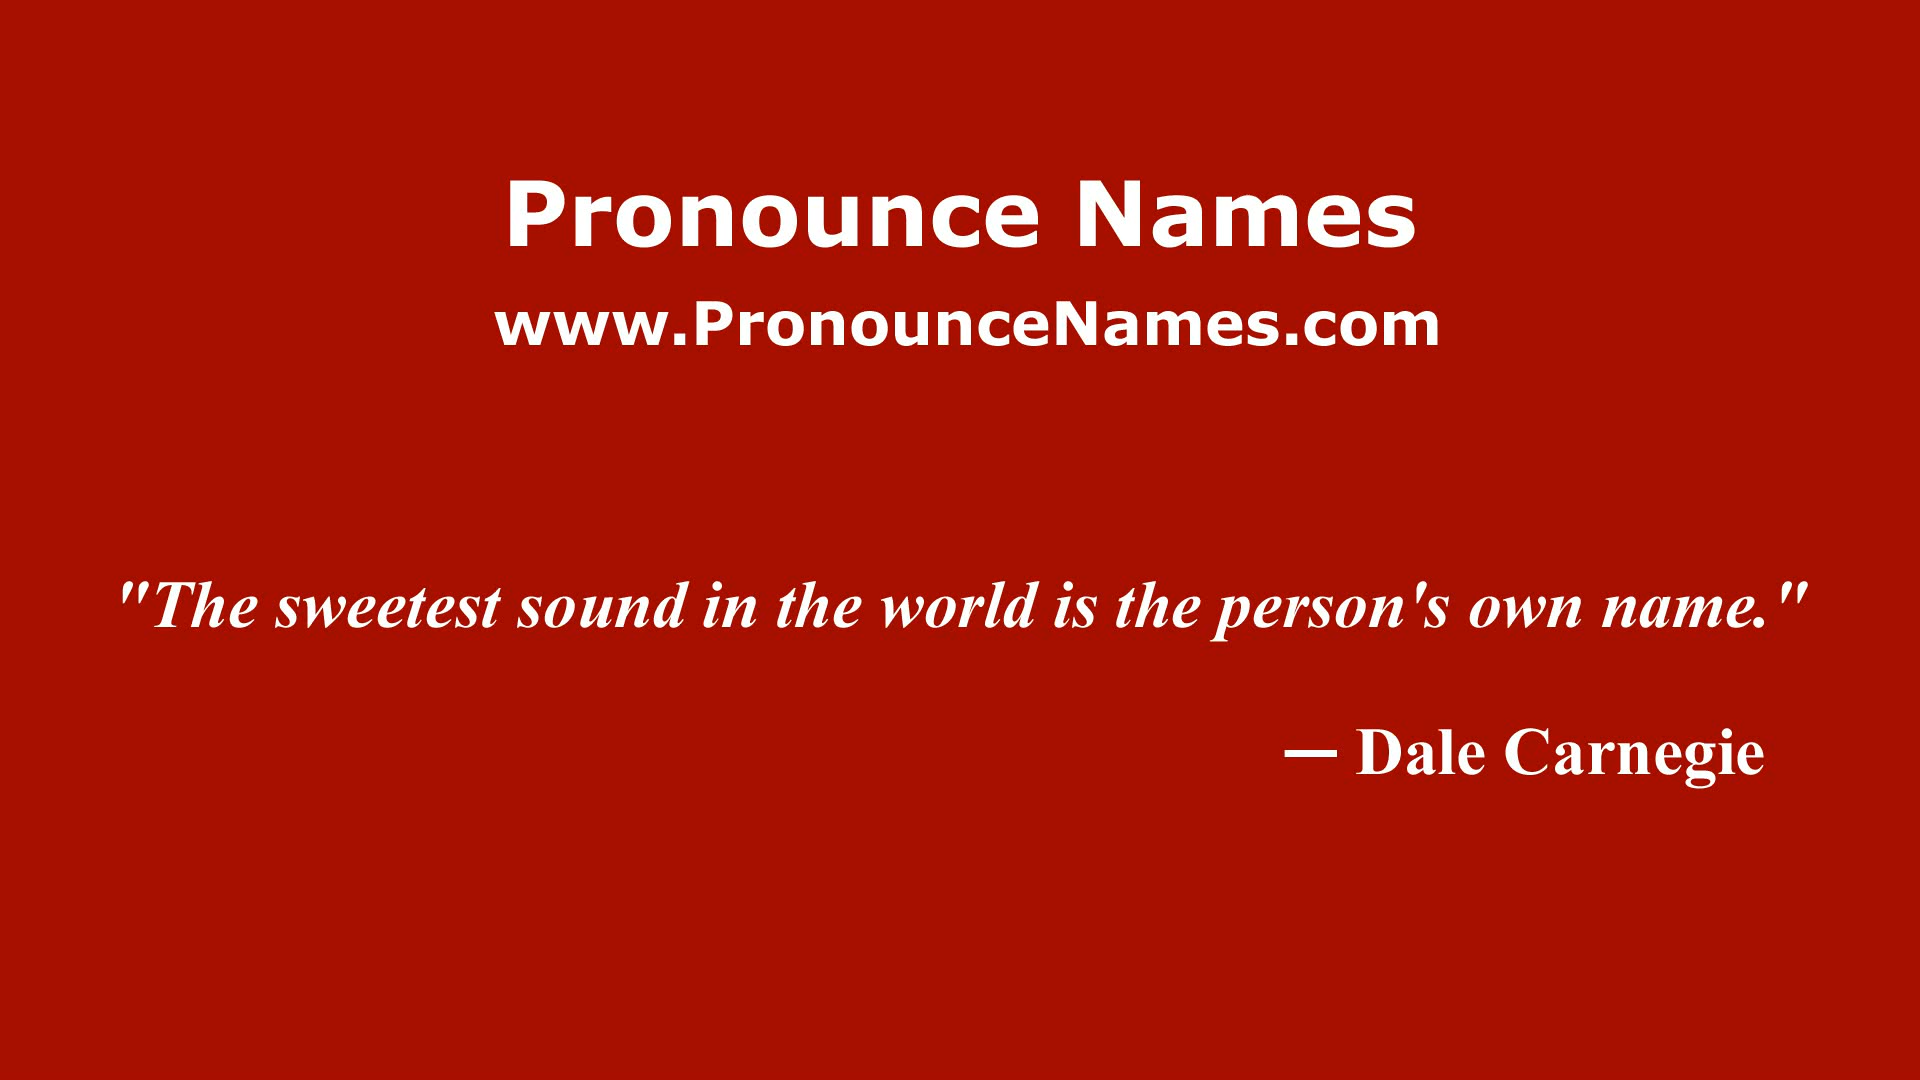 Pronounce Names
www.PronounceNames.com
"The sweetest sound in the world is the person's own name."
— Dale Carnegie